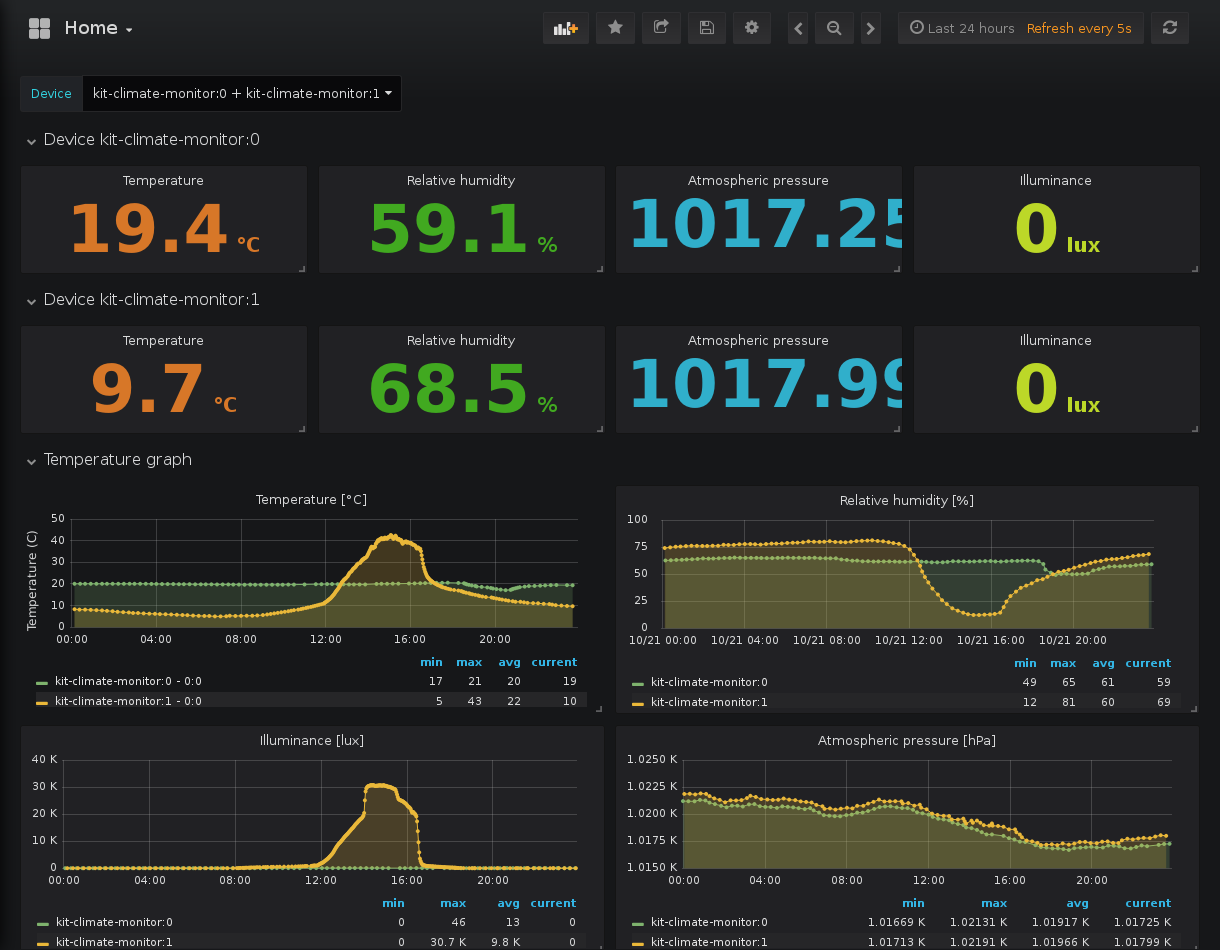 Home
Last 24 hours Refresh every 5s
Device kit-climate-monitor:0 + kit-climate-monitor:1
Device kit-climate-monitor:0
Temperature Relative humidity Atmospheric pressure Illuminance
19.4 °C 59.1 % 1017.25 0 lux
Device kit-climate-monitor:1
Temperature Relative humidity Atmospheric pressure Illuminance
9.7 °C 68.5 % 1017.99 0 lux
Temperature graph
Temperature [°C]
Temperature (C)
50
40
30
20
10
0
00:00 04:00 08:00 12:00 16:00 20:00
min max avg current
kit-climate-monitor:0 - 0:0 17 21 20 19
kit-climate-monitor:1 - 0:0 5 43 22 10
Relative humidity [%]
100
75
50
25
0
10/21 00:00 10/21 04:00 10/21 08:00 10/21 12:00 10/21 16:00 10/21 20:00
min max avg current
kit-climate-monitor:0 49 65 61 59
kit-climate-monitor:1 12 81 60 69
Illuminance [lux]
40 K
30 K
20 K
10 K
0
00:00 04:00 08:00 12:00 16:00 20:00
min max avg current
kit-climate-monitor:0 0 46 13 0
kit-climate-monitor:1 0 30.7 K 9.8 K 0
Atmospheric pressure [hPa]
1.0250 K
1.0225 K
1.0200 K
1.0175 K
1.0150 K
00:00 04:00 08:00 12:00 16:00 20:00
min max avg current
kit-climate-monitor:0 1.01669 K 1.02131 K 1.01917 K 1.01725 K
kit-climate-monitor:1 1.01713 K 1.02191 K 1.01966 K 1.01799 K